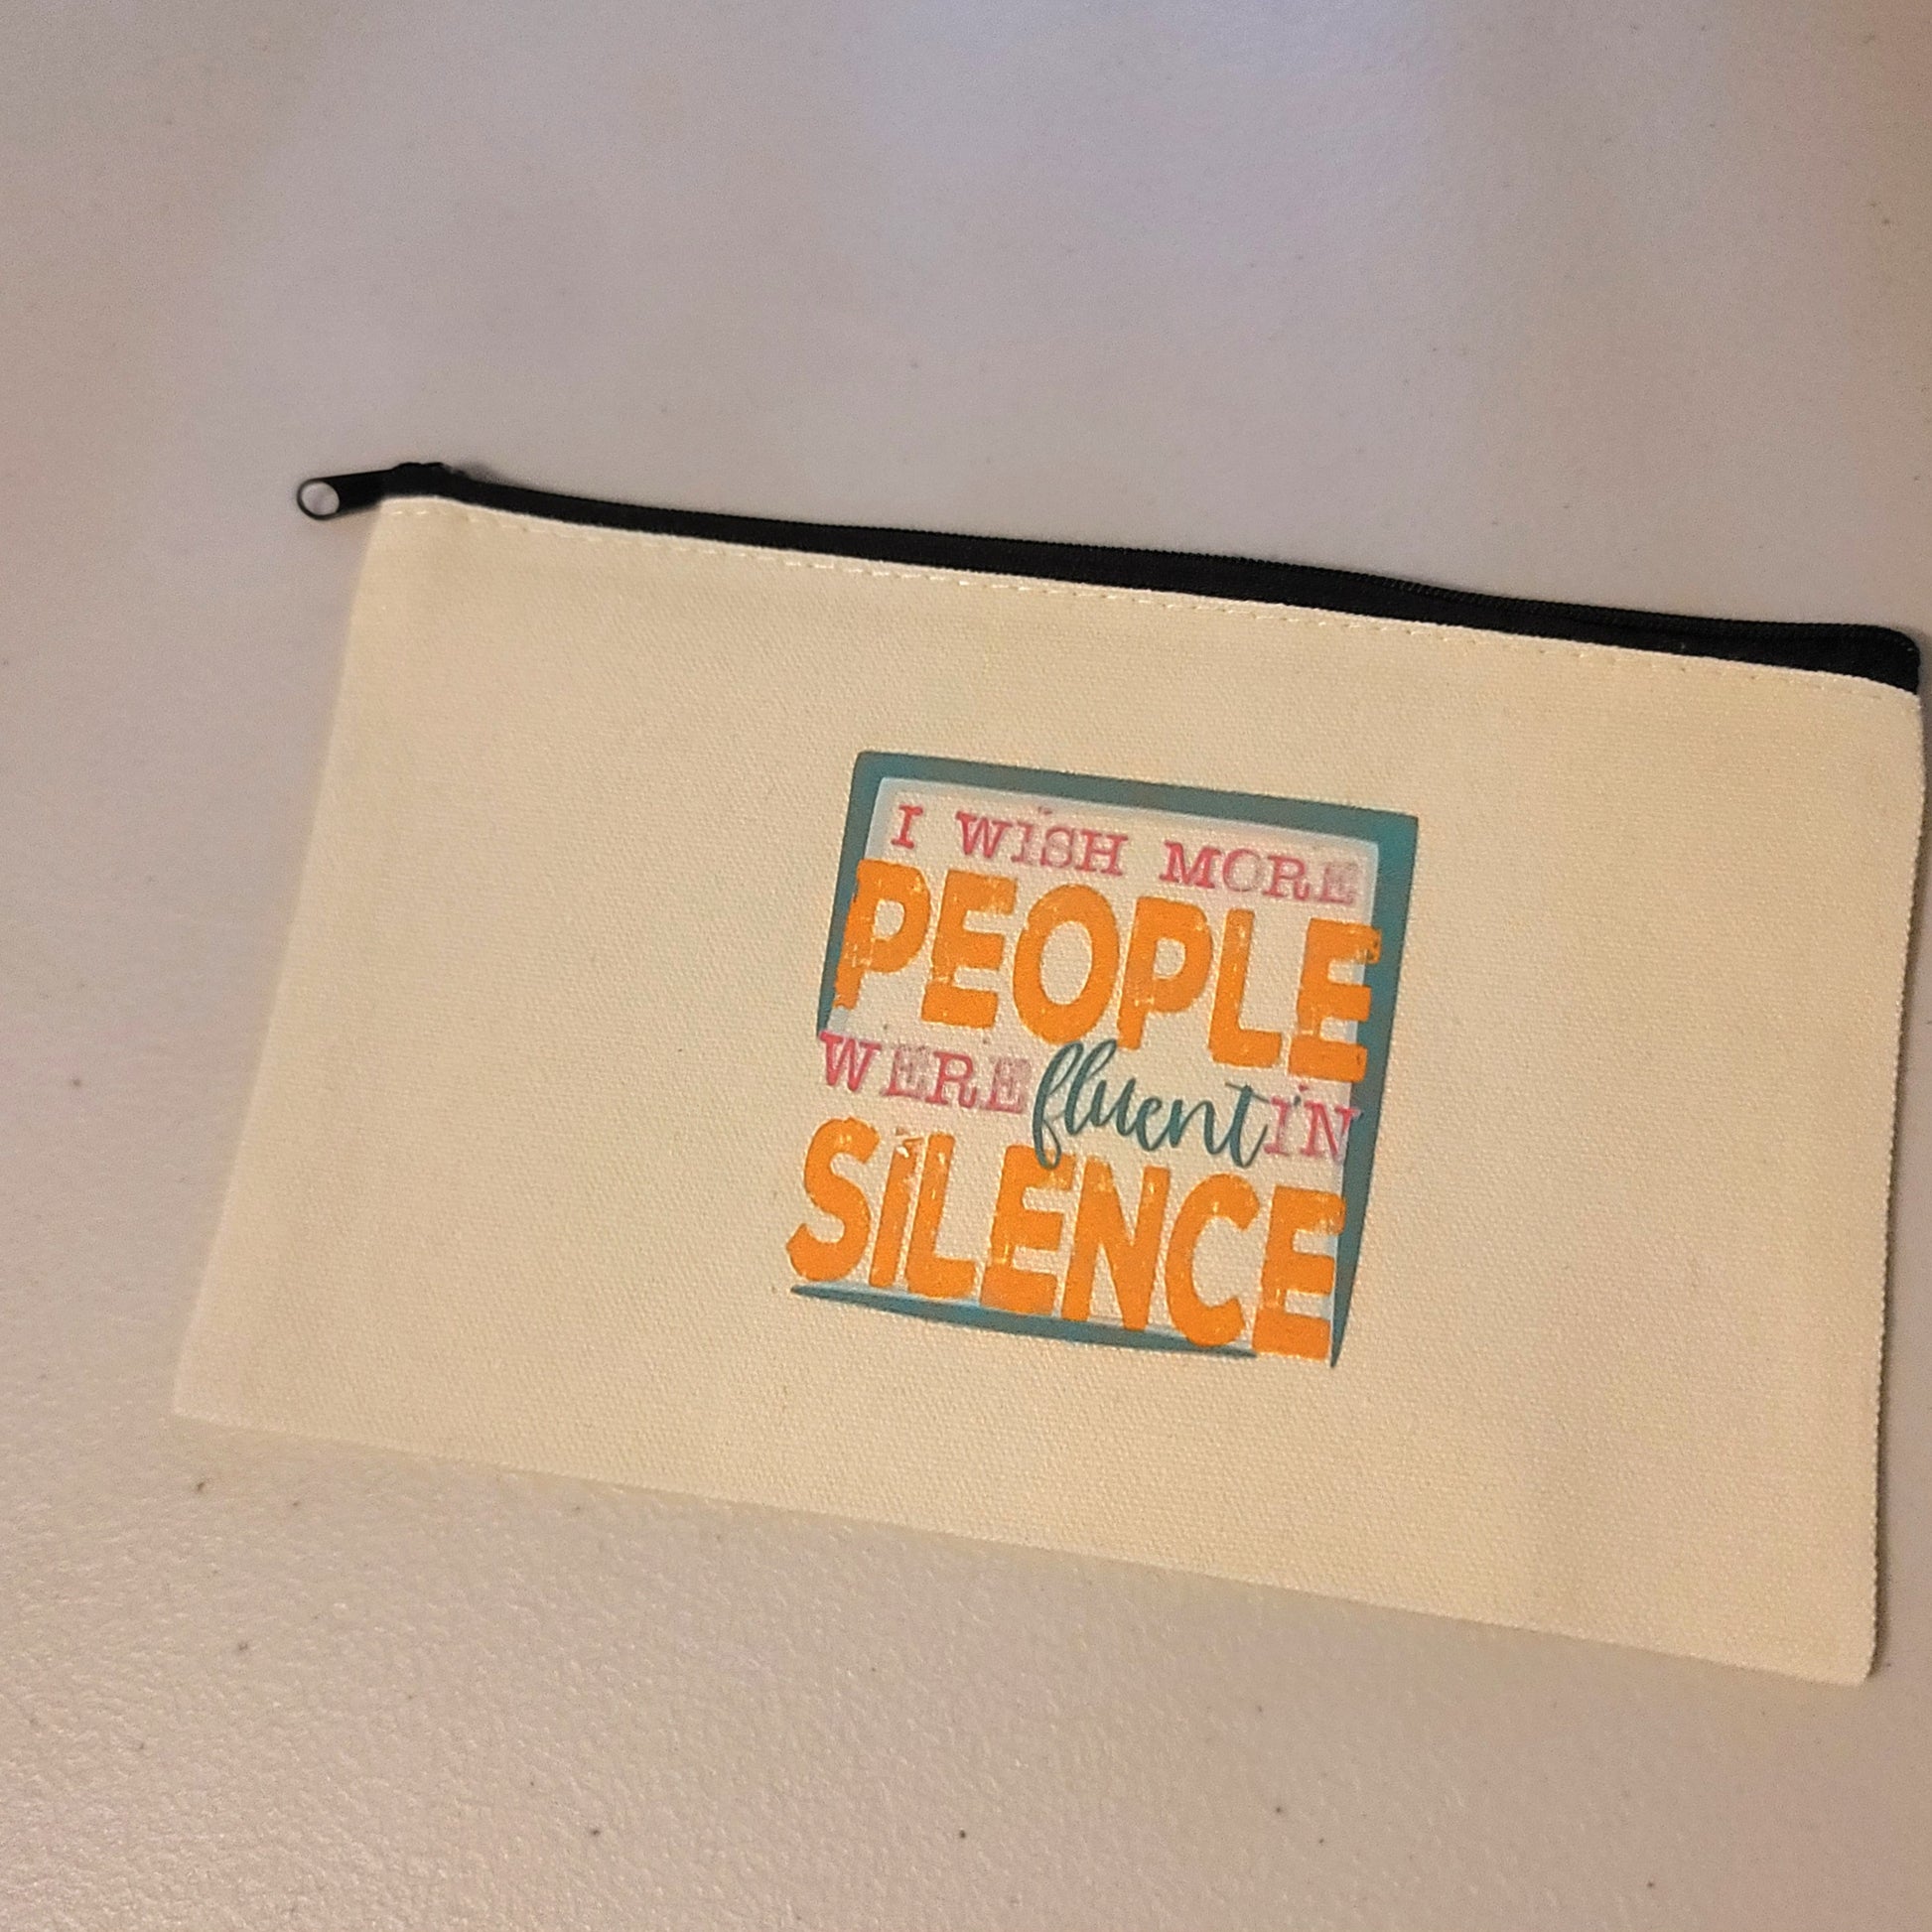 I WISH MORE
PEOPLE
WERE fluent IN
SILENCE